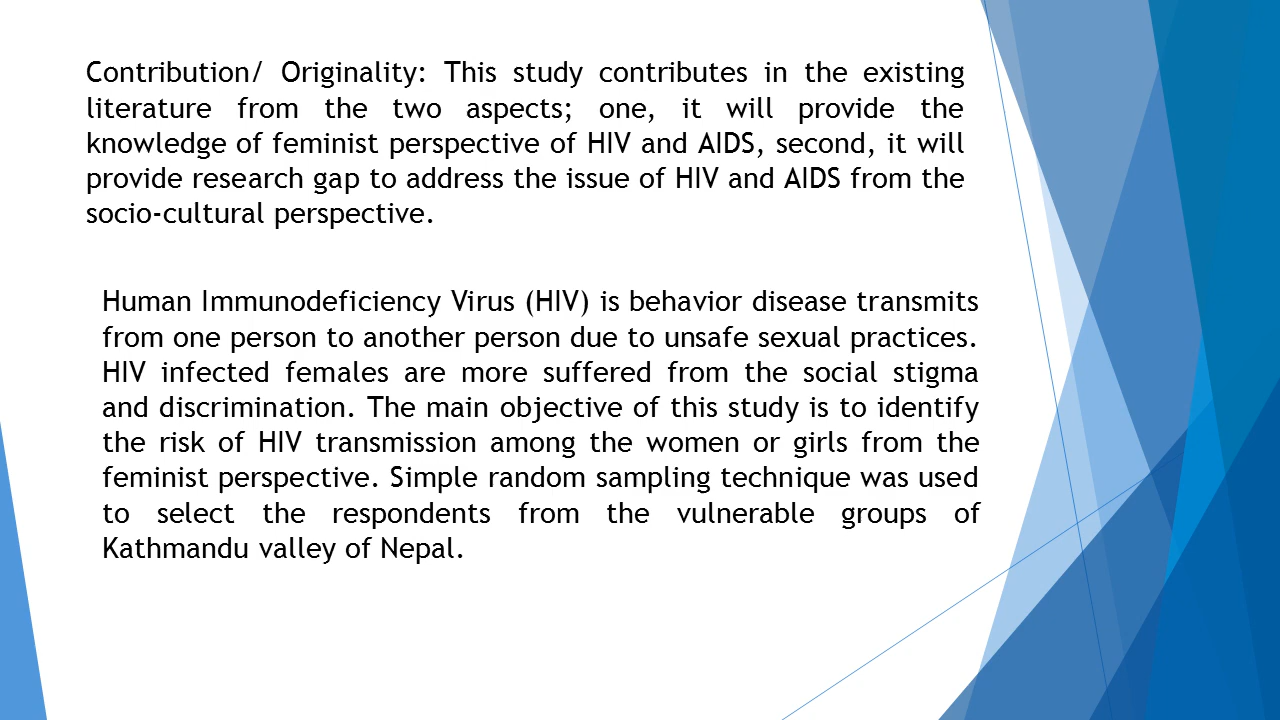 Contribution/ Originality: This study contributes in the existing
literature from the two aspects; one, it will provide the
knowledge of feminist perspective of HIV and AIDS, second, it will
provide research gap to address the issue of HIV and AIDS from the
socio-cultural perspective.
Human Immunodeficiency Virus (HIV) is behavior disease transmits
from one person to another person due to unsafe sexual practices.
HIV infected females are more suffered from the social stigma
and discrimination. The main objective of this study is to identify
the risk of HIV transmission among the women or girls from the
feminist perspective. Simple random sampling technique was used
to select the respondents from the vulnerable groups of
Kathmandu valley of Nepal.